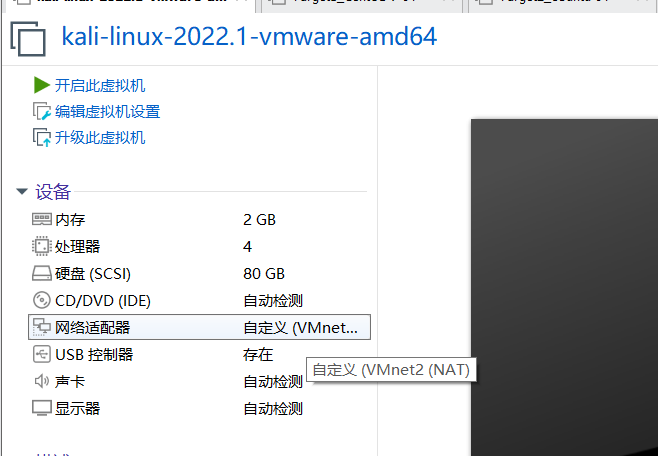 kali-linux-2022.1-vmware-amd64
开启此虚拟机
编辑虚拟机设置
升级此虚拟机
设备
内存 2 GB
处理器 4
硬盘 (SCSI) 80 GB
CD/DVD (IDE) 自动检测
网络适配器 自定义 (VMnet...
USB 控制器 存在
自定义 (VMnet2 (NAT)
声卡 自动检测
显示器 自动检测